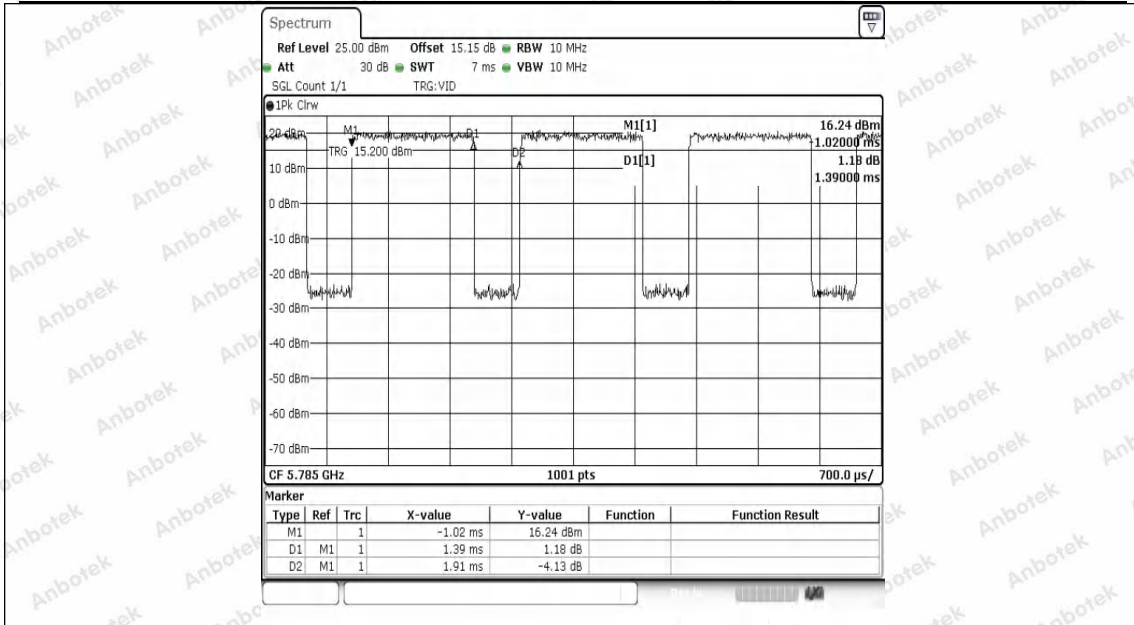 Spectrum
Ref Level 25.00 dBm Offset 15.15 dB RBW 10 MHz
Att 30 dB SWT 7 ms VBW 10 MHz
SGL Count 1/1 TRG:VID
1Pk Clrw
M1[1] 16.24 dBm
-1.02000 ms
D1[1] 1.18 dB
1.39000 ms
20 dBm
M1
D1
TRG 15.200 dBm
D2
10 dBm
0 dBm
-10 dBm
-20 dBm
-30 dBm
-40 dBm
-50 dBm
-60 dBm
-70 dBm
CF 5.785 GHz 1001 pts 700.0 µs/
Marker
Type Ref Trc X-value Y-value Function Function Result
M1 1 -1.02 ms 16.24 dBm
D1 M1 1 1.39 ms 1.18 dB
D2 M1 1 1.91 ms -4.13 dB
Anbotek